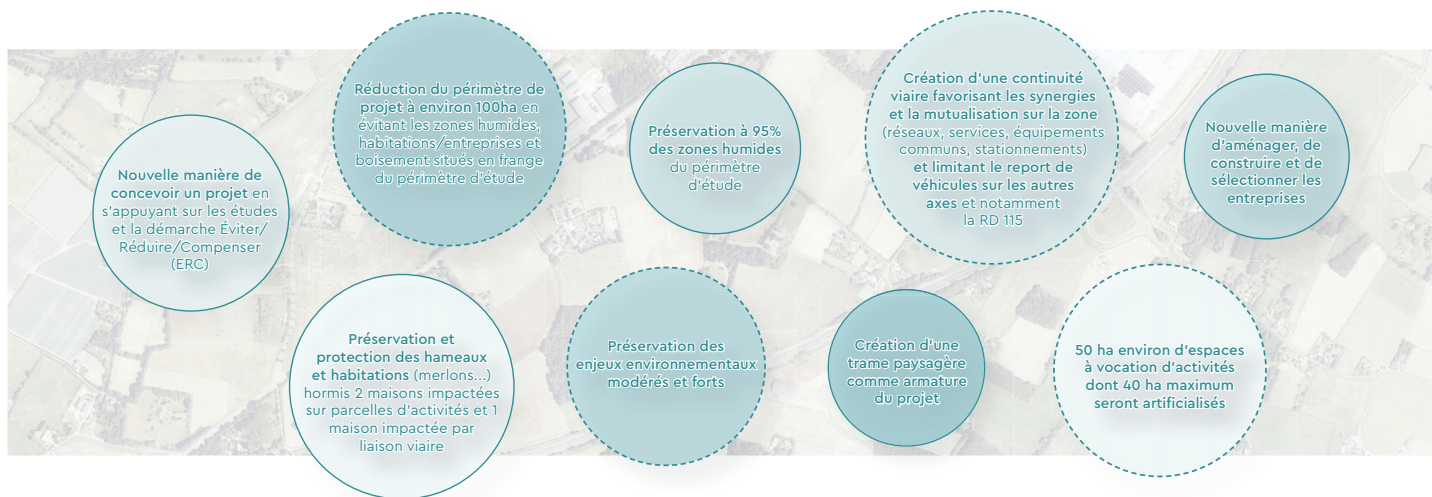 Nouvelle manière de
concevoir un projet en
s'appuyant sur les études
et la démarche Éviter/
Réduire/Compenser
(ERC)
Réduction du périmètre de
projet à environ 100ha en
évitant les zones humides,
habitations/entreprises et
boisement situés en frange
du périmètre d'étude
Préservation à 95%
des zones humides
du périmètre
d'étude
Création d'une continuité
viaire favorisant les synergies
et la mutualisation sur la zone
(réseaux, services, équipements
communs, stationnements)
et limitant le report de
véhicules sur les autres
axes et notamment
la RD 115
Nouvelle manière
d'aménager, de
construire et de
sélectionner les
entreprises
Préservation et
protection des hameaux
et habitations (merlons...)
hormis 2 maisons impactées
sur parcelles d'activités et 1
maison impactée par
liaison viaire
Préservation des
enjeux environnementaux
modérés et forts
Création d'une
trame paysagère
comme armature
du projet
50 ha environ d'espaces
à vocation d'activités
dont 40 ha maximum
seront artificialisés